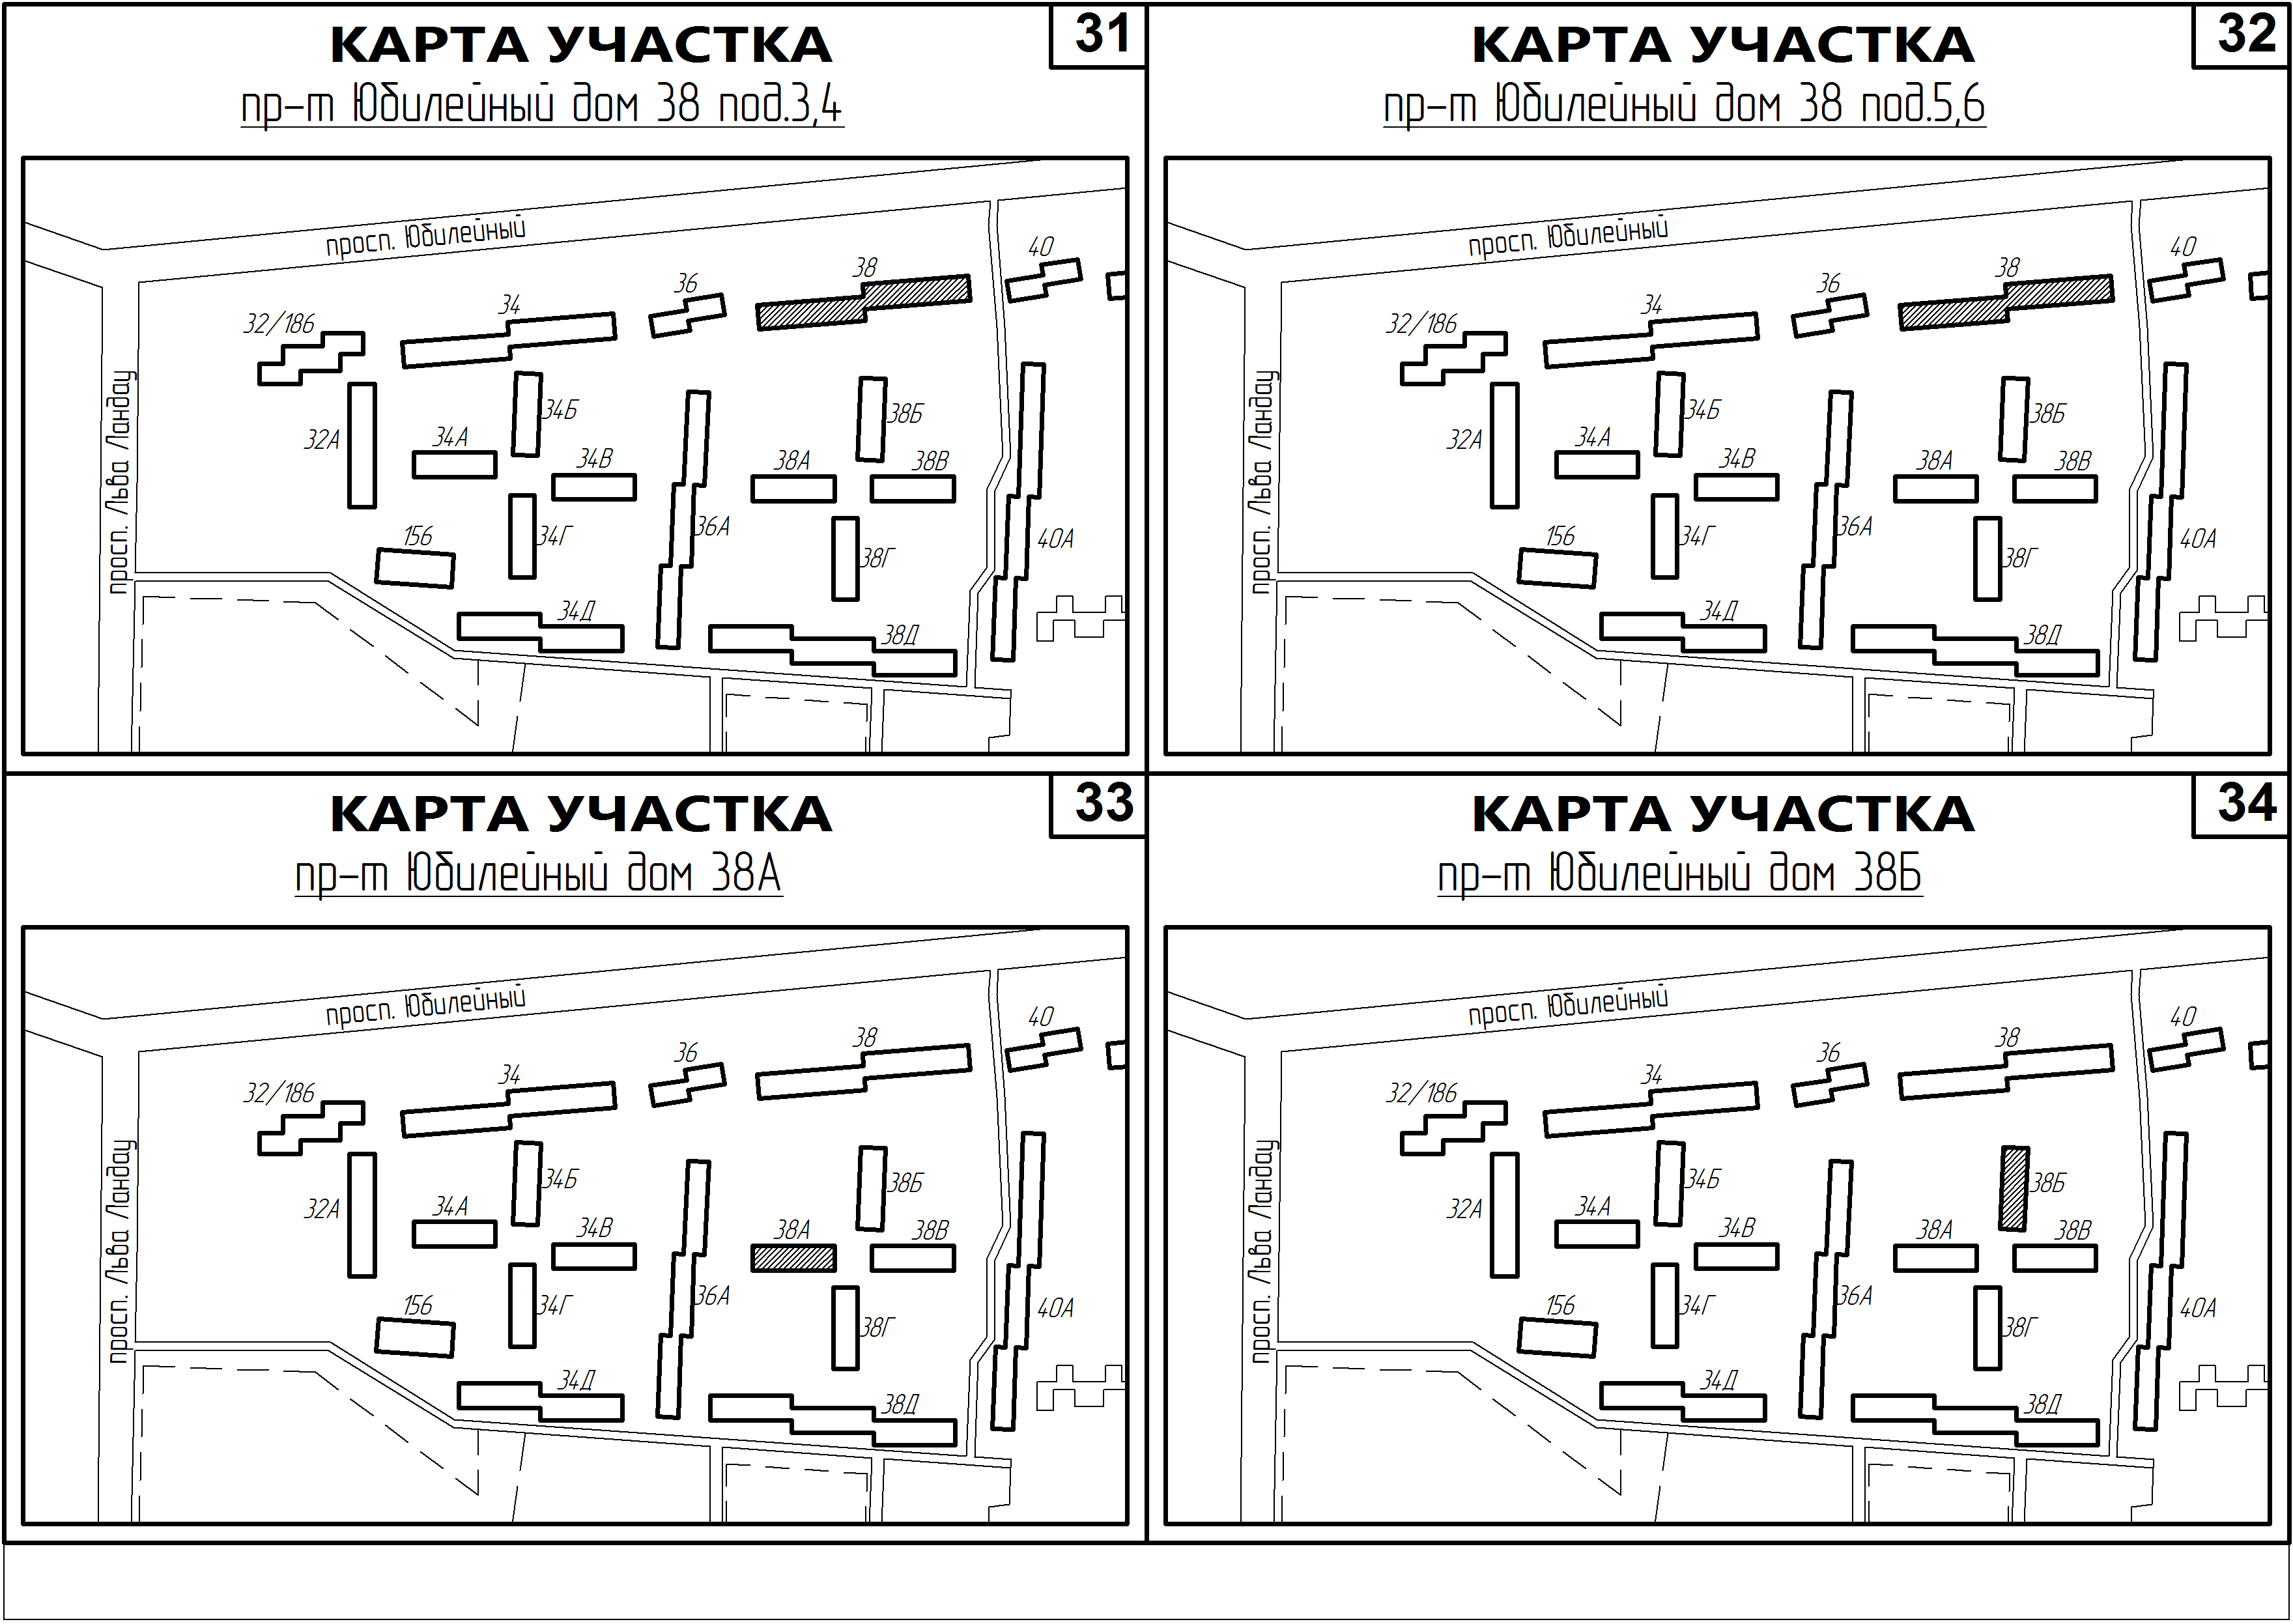 КАРТА УЧАСТКА
31
пр-т Юбилейный дом 38 под.3,4
просп. Юбилейный
40
38
36
34
32/186
просп. Льва Ландау
32А
34А
34Б
34В
38Б
38А
38В
156
34Г
36А
38Г
40А
34Д
38Д
КАРТА УЧАСТКА
32
пр-т Юбилейный дом 38 под.5,6
просп. Юбилейный
40
38
36
34
32/186
просп. Льва Ландау
32А
34А
34Б
34В
38Б
38А
38В
156
34Г
36А
38Г
40А
34Д
38Д
КАРТА УЧАСТКА
33
пр-т Юбилейный дом 38А
просп. Юбилейный
40
38
36
34
32/186
просп. Льва Ландау
32А
34А
34Б
34В
38Б
38А
38В
156
34Г
36А
38Г
40А
34Д
38Д
КАРТА УЧАСТКА
34
пр-т Юбилейный дом 38Б
просп. Юбилейный
40
38
36
34
32/186
просп. Льва Ландау
32А
34А
34Б
34В
38Б
38А
38В
156
34Г
36А
38Г
40А
34Д
38Д